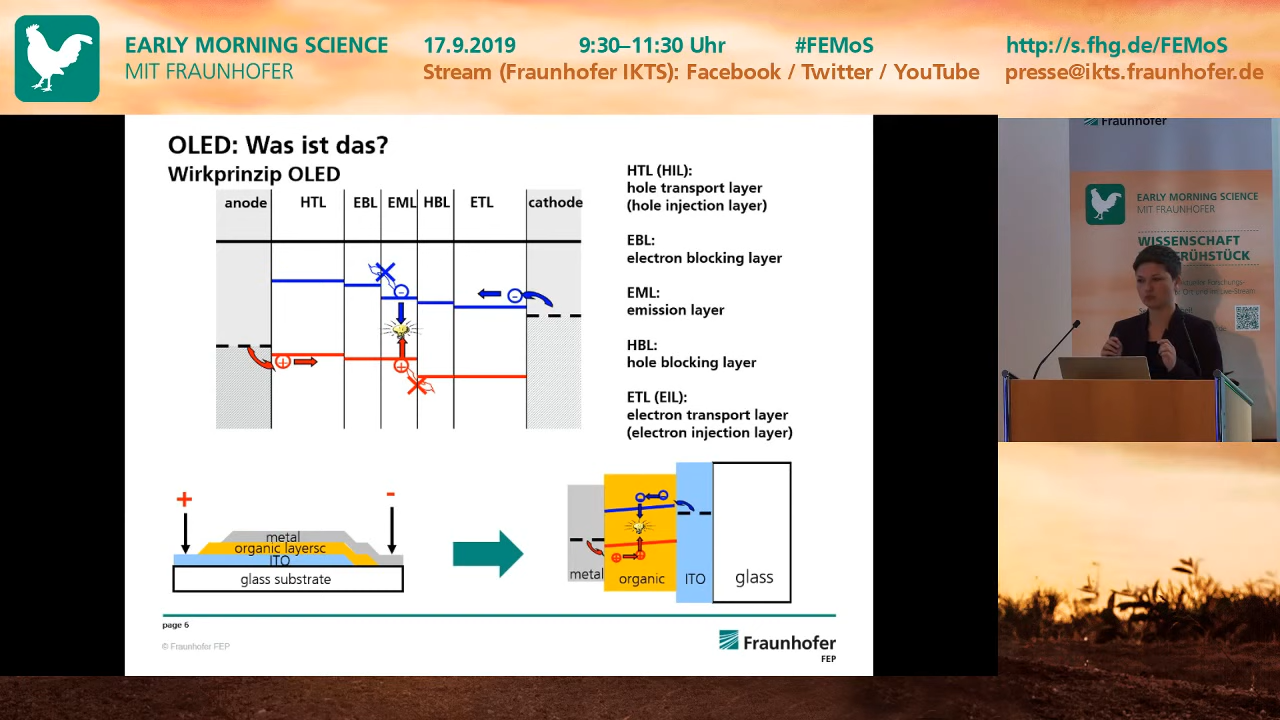 EARLY MORNING SCIENCE
MIT FRAUNHOFER
17.9.2019
9:30–11:30 Uhr
#FEMoS
http://s.fhg.de/FEMoS
Stream (Fraunhofer IKTS): Facebook / Twitter / YouTube
presse@ikts.fraunhofer.de
OLED: Was ist das?
Wirkprinzip OLED
anode
HTL
EBL
EML
HBL
ETL
cathode
HTL (HIL):
hole transport layer
(hole injection layer)
EBL:
electron blocking layer
EML:
emission layer
HBL:
hole blocking layer
ETL (EIL):
electron transport layer
(electron injection layer)
+
-
metal
organic layersc
ITO
glass substrate
metal
organic
ITO
glass
page 6
© Fraunhofer FEP
Fraunhofer
FEP
Fraunhofer
EARLY MORNING SCIENCE
MIT FRAUNHOFER
WISSENSCHAFT